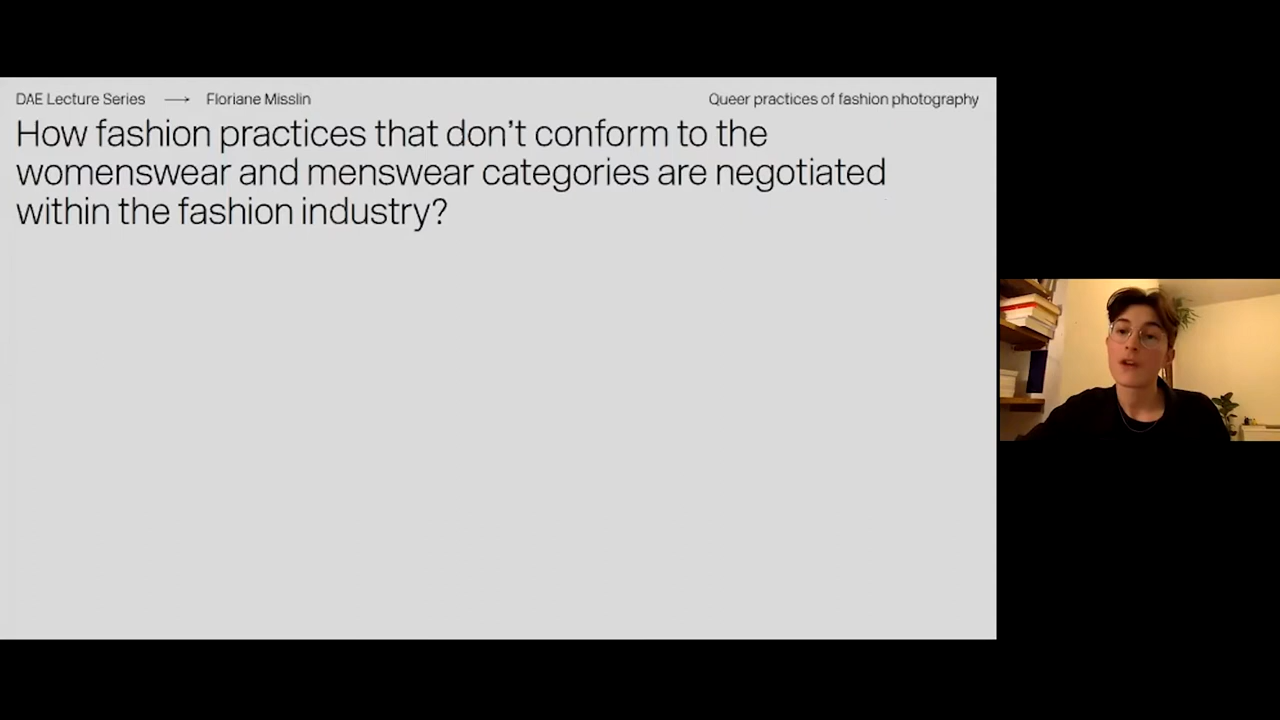 DAE Lecture Series → Floriane Misslin
Queer practices of fashion photography
How fashion practices that don’t conform to the
womenswear and menswear categories are negotiated
within the fashion industry?